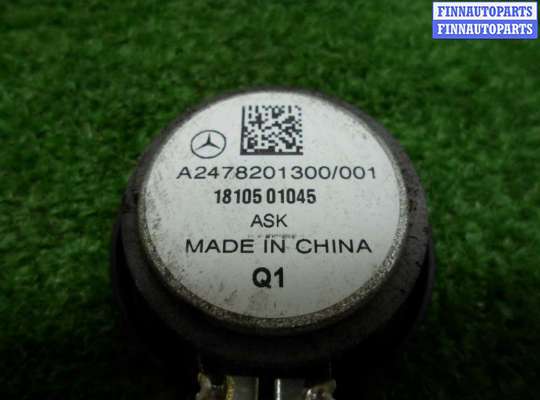 FINNAUTOPARTS
FINNAUTOPARTS
A2478201300/001
18105 01045
ASK
MADE IN CHINA
Q1